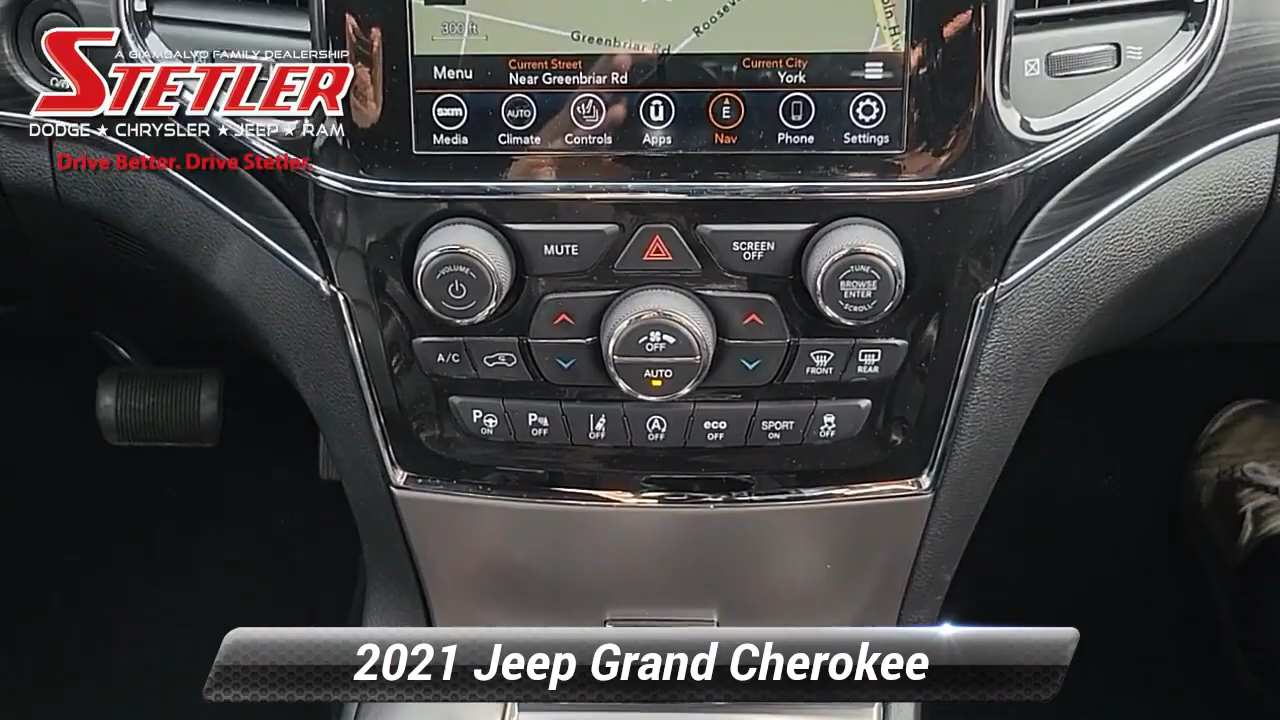 A GIAMBALVO FAMILY DEALERSHIP
STETLER
DODGE ★ CHRYSLER ★ JEEP ★ RAM
Drive Better. Drive Stetler.
300 ft
Greenbriar Rd
Menu
Current Street
Near Greenbriar Rd
Current City
York
sxm
Media
AUTO
Climate
Controls
ū
Apps
E
Nav
Phone
Settings
VOLUME
MUTE
SCREEN
OFF
TUNE
BROWSE
ENTER
SCROLL
A/C
OFF
AUTO
FRONT
REAR
P
ON
P
OFF
OFF
A
OFF
eco
OFF
SPORT
ON
OFF
2021 Jeep Grand Cherokee